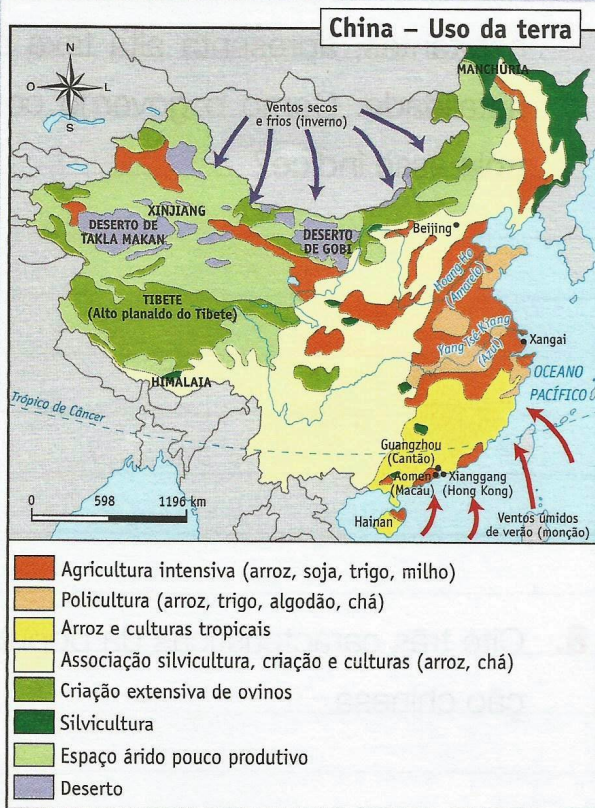 China – Uso da terra
N
O
L
S
MANCHÚRIA
Ventos secos
e frios (inverno)
XINJIANG
DESERTO DE
TAKLA MAKAN
DESERTO
DE GOBI
Beijing
Hoang-Ho
(Amarelo)
TIBETE
(Alto planaldo do Tibete)
Yang-Tsé-Kiang
(Azul)
Xangai
HIMALAIA
OCEANO
PACÍFICO
Trópico de Câncer
Guangzhou
(Cantão)
Aomen
(Macau)
Xianggang
(Hong Kong)
0 598 1196 km
Hainan
Ventos úmidos
de verão (monção)
Agricultura intensiva (arroz, soja, trigo, milho)
Policultura (arroz, trigo, algodão, chá)
Arroz e culturas tropicais
Associação silvicultura, criação e culturas (arroz, chá)
Criação extensiva de ovinos
Silvicultura
Espaço árido pouco produtivo
Deserto